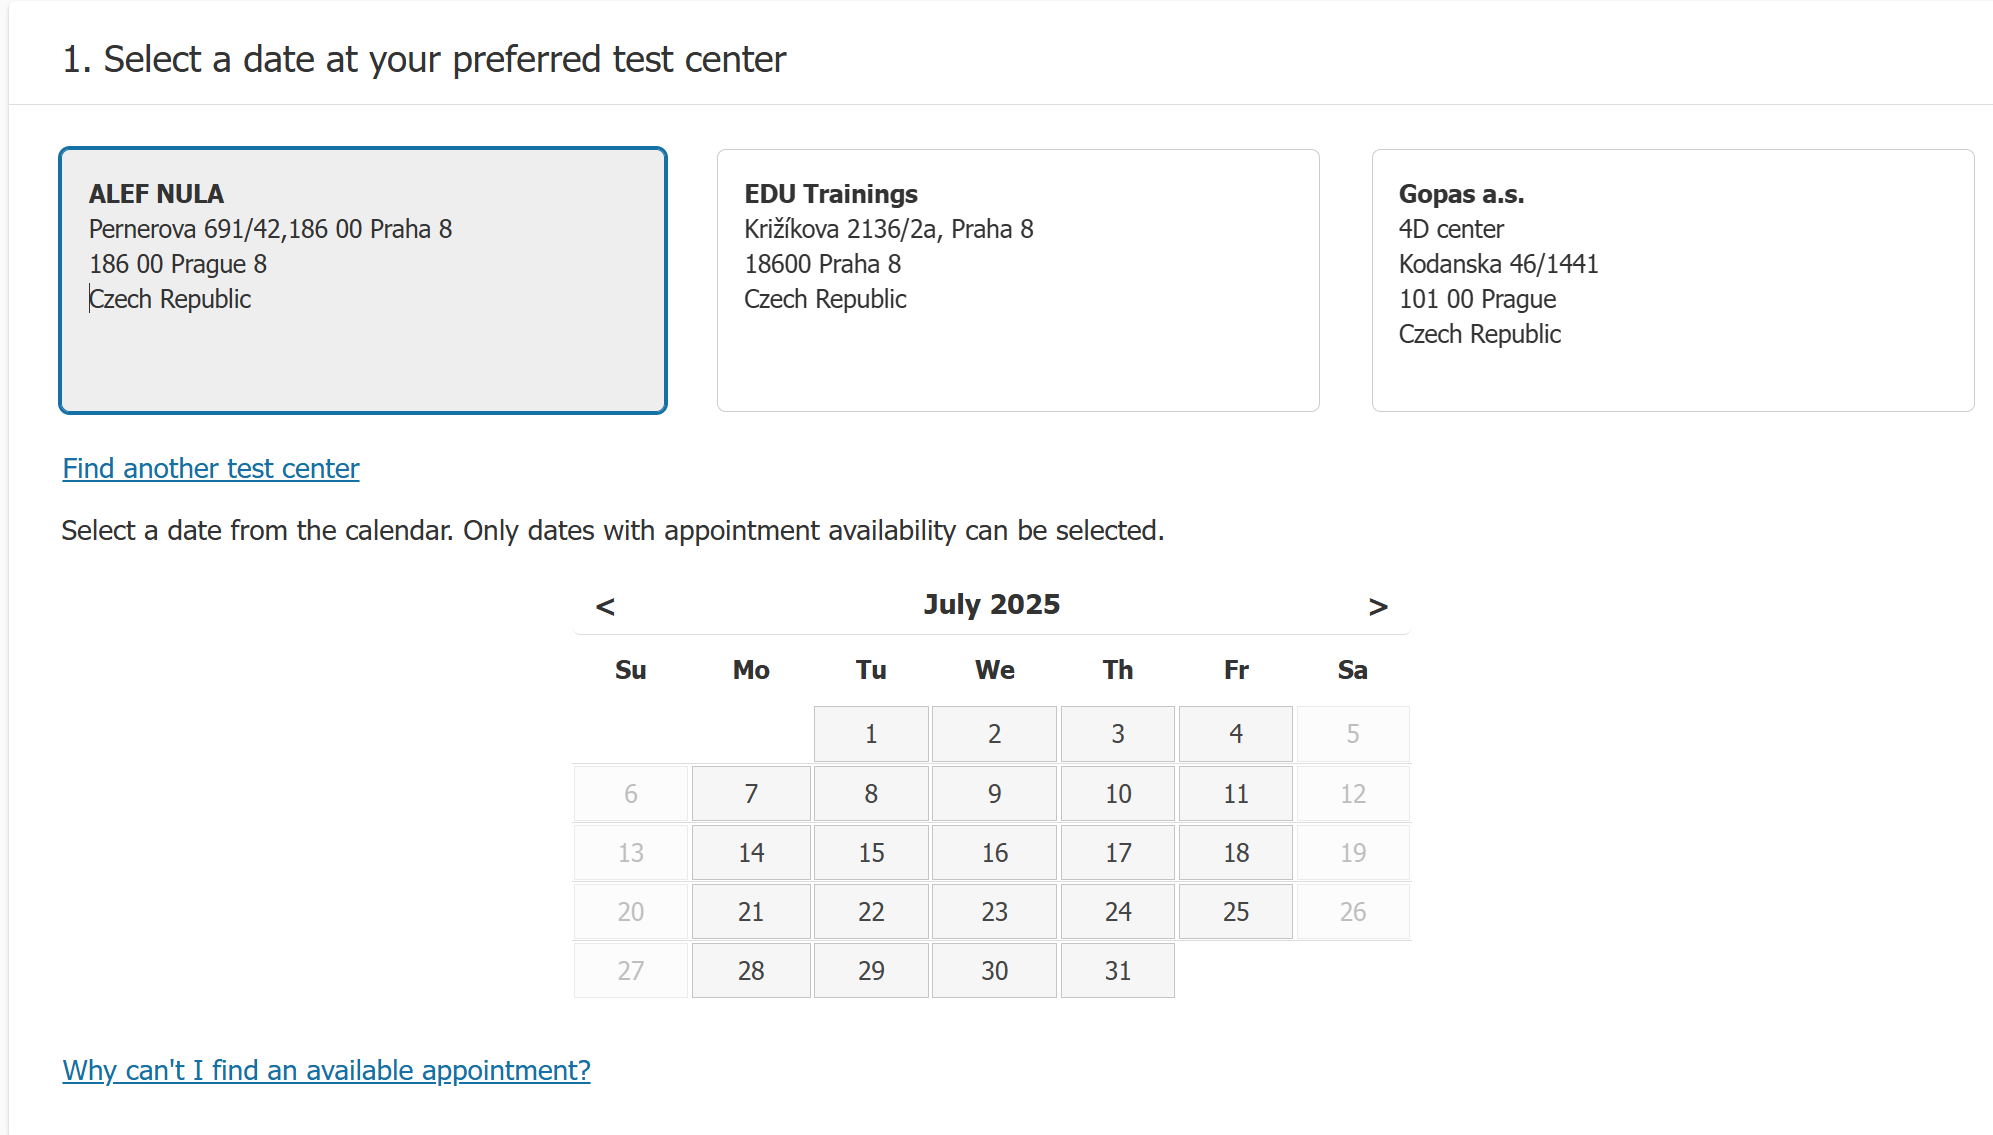 1. Select a date at your preferred test center
ALEF NULA
Pernerova 691/42,186 00 Praha 8
186 00 Prague 8
Czech Republic
EDU Trainings
Križíkova 2136/2a, Praha 8
18600 Praha 8
Czech Republic
Gopas a.s.
4D center
Kodanska 46/1441
101 00 Prague
Czech Republic
Find another test center
Select a date from the calendar. Only dates with appointment availability can be selected.
< July 2025 >
Su Mo Tu We Th Fr Sa
1 2 3 4 5
6 7 8 9 10 11 12
13 14 15 16 17 18 19
20 21 22 23 24 25 26
27 28 29 30 31
Why can't I find an available appointment?